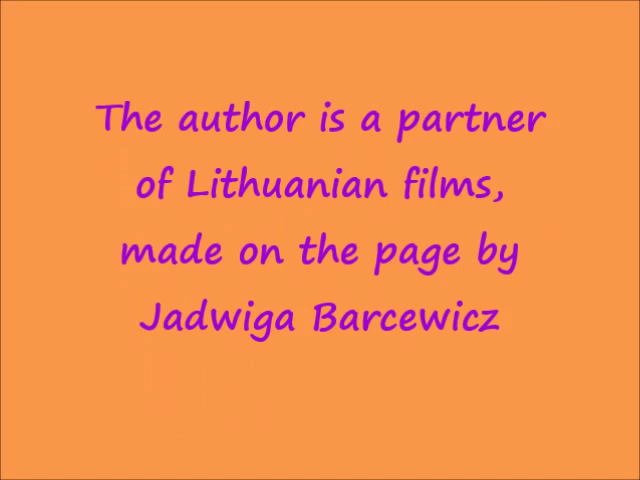 The author is a partner
of Lithuanian films,
made on the page by
Jadwiga Barcewicz